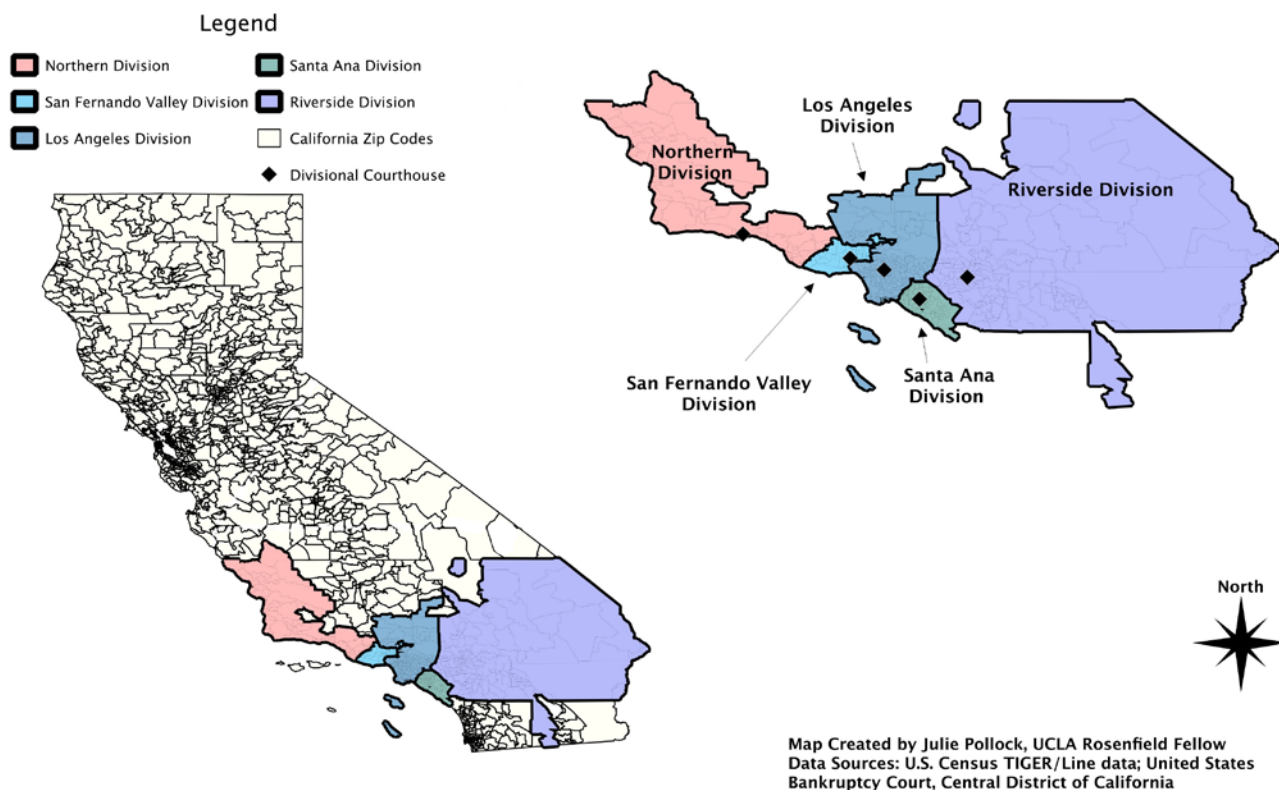 Legend
Northern Division
San Fernando Valley Division
Los Angeles Division
Santa Ana Division
Riverside Division
California Zip Codes
Divisional Courthouse
Los Angeles
Division
Northern
Division
Riverside Division
San Fernando Valley
Division
Santa Ana
Division
North
Map Created by Julie Pollock, UCLA Rosenfield Fellow
Data Sources: U.S. Census TIGER/Line data; United States
Bankruptcy Court, Central District of California